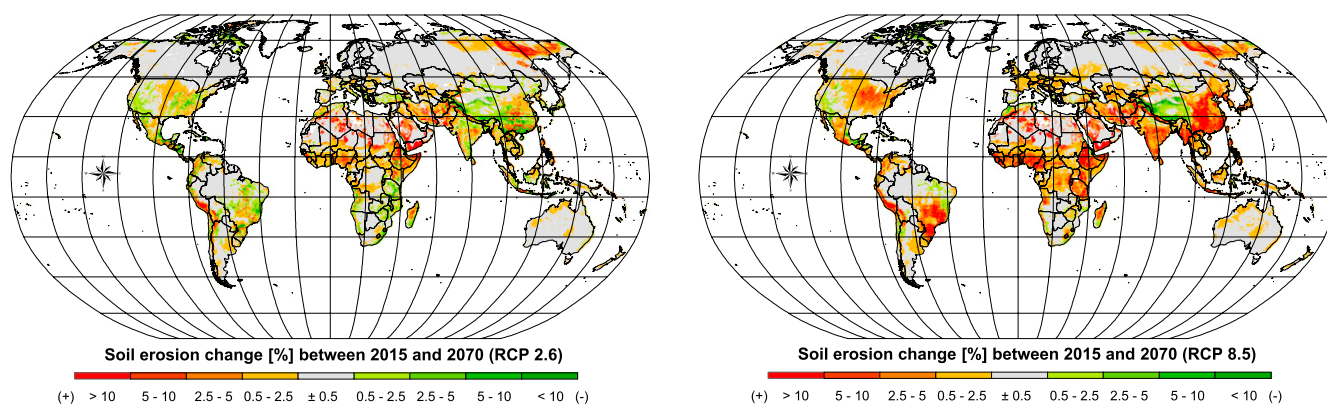 Soil erosion change [%] between 2015 and 2070 (RCP 2.6)
(+) > 10 5 - 10 2.5 - 5 0.5 - 2.5 ± 0.5 0.5 - 2.5 2.5 - 5 5 - 10 < 10 (-)
Soil erosion change [%] between 2015 and 2070 (RCP 8.5)
(+) > 10 5 - 10 2.5 - 5 0.5 - 2.5 ± 0.5 0.5 - 2.5 2.5 - 5 5 - 10 < 10 (-)